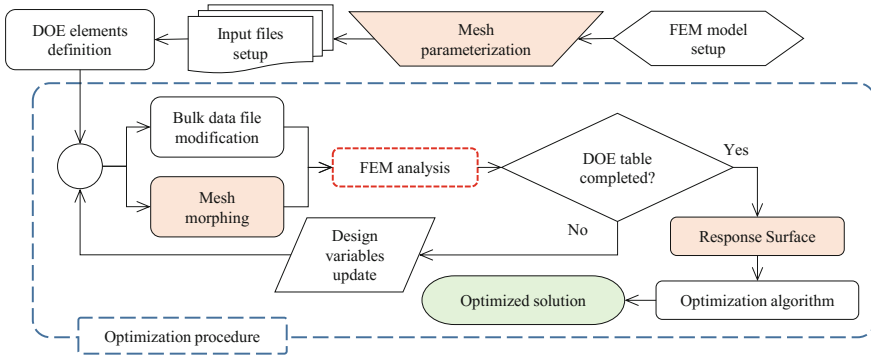 DOE elements
definition
Input files
setup
Mesh
parameterization
FEM model
setup
Bulk data file
modification
Mesh
morphing
FEM analysis
DOE table
completed?
Yes
No
Design
variables
update
Response Surface
Optimization algorithm
Optimized solution
Optimization procedure